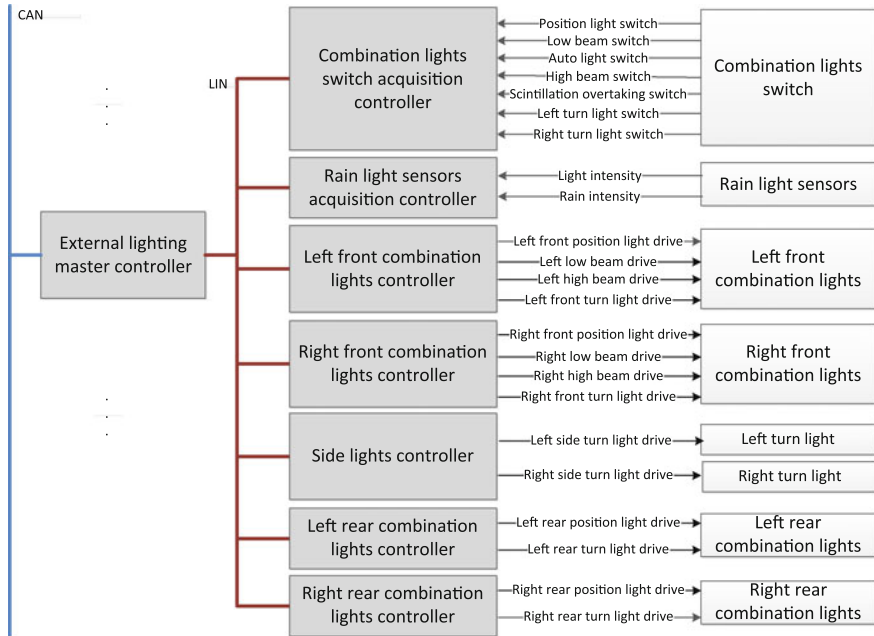 CAN
LIN
External lighting
master controller
Combination lights
switch acquisition
controller
Position light switch
Low beam switch
Auto light switch
High beam switch
Scintillation overtaking switch
Left turn light switch
Right turn light switch
Combination lights
switch
Rain light sensors
acquisition controller
Light intensity
Rain intensity
Rain light sensors
Left front combination
lights controller
Left front position light drive
Left low beam drive
Left high beam drive
Left front turn light drive
Left front
combination lights
Right front combination
lights controller
Right front position light drive
Right low beam drive
Right high beam drive
Right front turn light drive
Right front
combination lights
Side lights controller
Left side turn light drive
Right side turn light drive
Left turn light
Right turn light
Left rear combination
lights controller
Left rear position light drive
Left rear turn light drive
Left rear
combination lights
Right rear combination
lights controller
Right rear position light drive
Right rear turn light drive
Right rear
combination lights